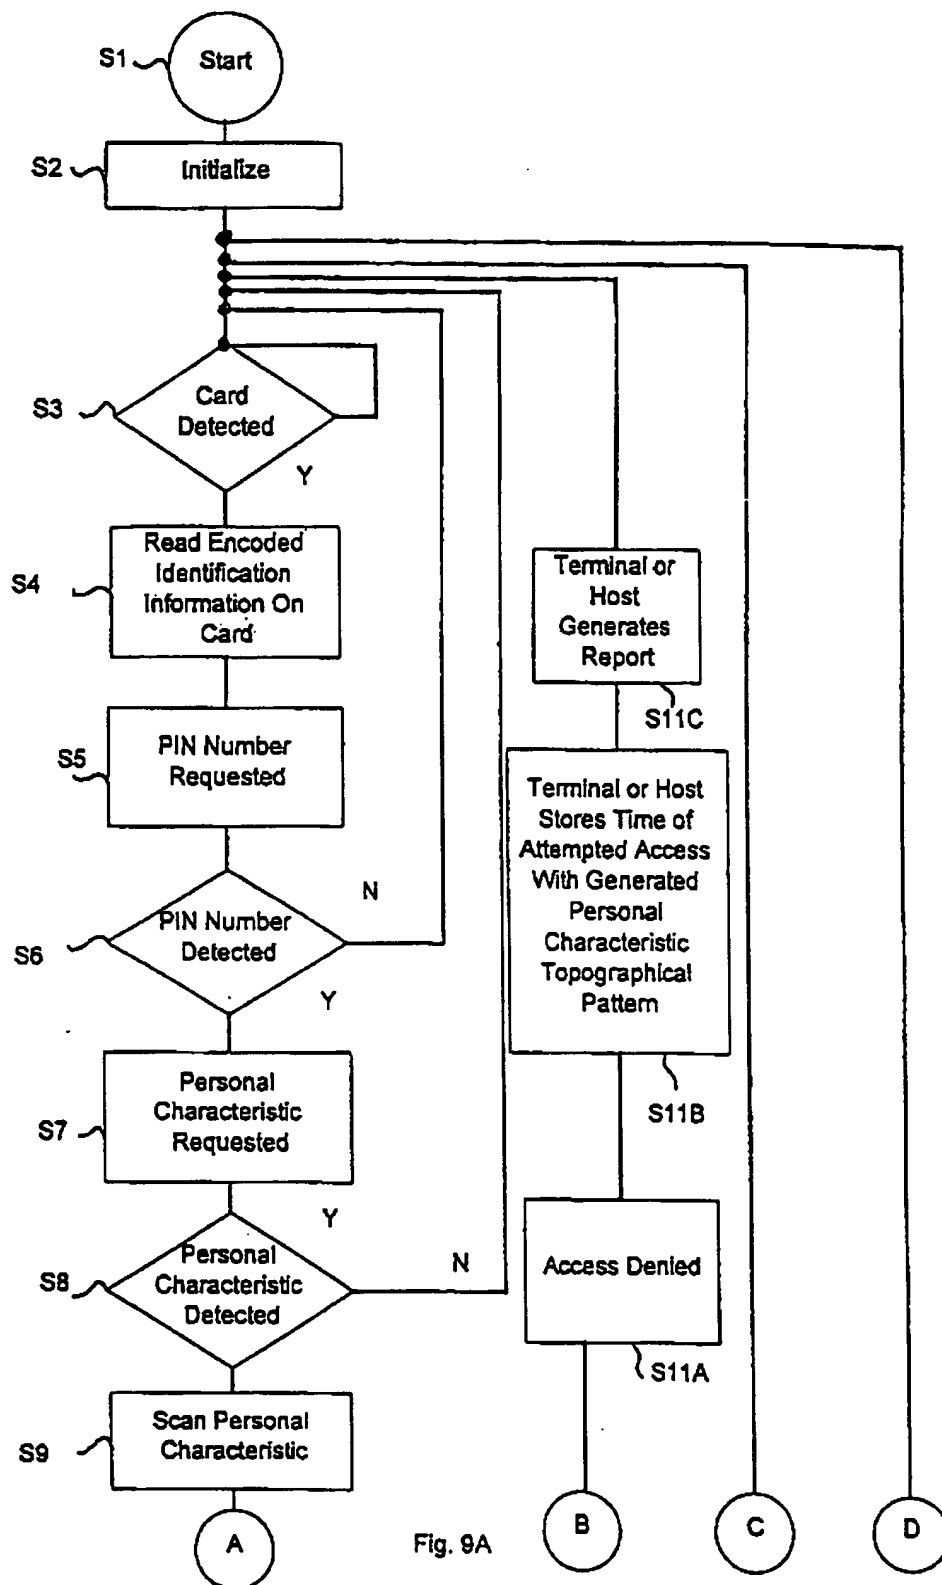 S1
Start
S2
Initialize
S3
Card
Detected
Y
S4
Read Encoded
Identification
Information On
Card
S5
PIN Number
Requested
S6
PIN Number
Detected
N
Y
S7
Personal
Characteristic
Requested
Y
S8
Personal
Characteristic
Detected
N
S9
Scan Personal
Characteristic
A
Terminal or
Host
Generates
Report
S11C
Terminal or Host
Stores Time of
Attempted Access
With Generated
Personal
Characteristic
Topographical
Pattern
S11B
Access Denied
S11A
B
C
D
Fig. 9A